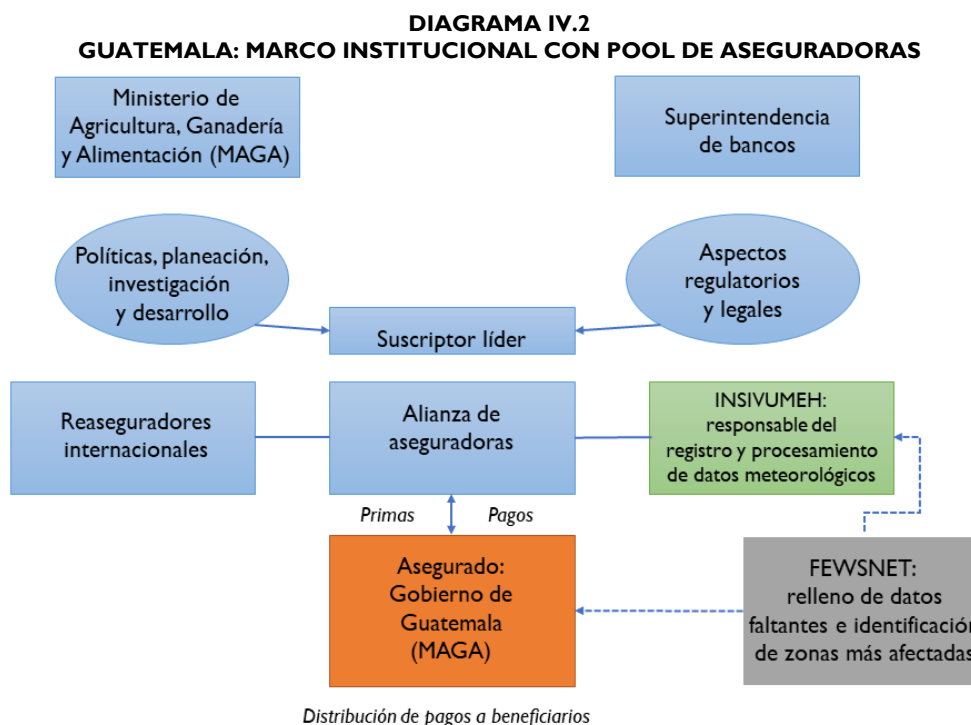 DIAGRAMA IV.2
GUATEMALA: MARCO INSTITUCIONAL CON POOL DE ASEGURADORAS
Ministerio de
Agricultura, Ganadería
y Alimentación (MAGA)
Superintendencia
de bancos
Políticas, planeación,
investigación
y desarrollo
Aspectos
regulatorios
y legales
Suscriptor líder
Reaseguradores
internacionales
Alianza de
aseguradoras
INSIVUMEH:
responsable del
registro y procesamiento
de datos meteorológicos
Primas
Pagos
Asegurado:
Gobierno de
Guatemala
(MAGA)
FEWSNET:
relleno de datos
faltantes e identificación
de zonas más afectadas
Distribución de pagos a beneficiarios